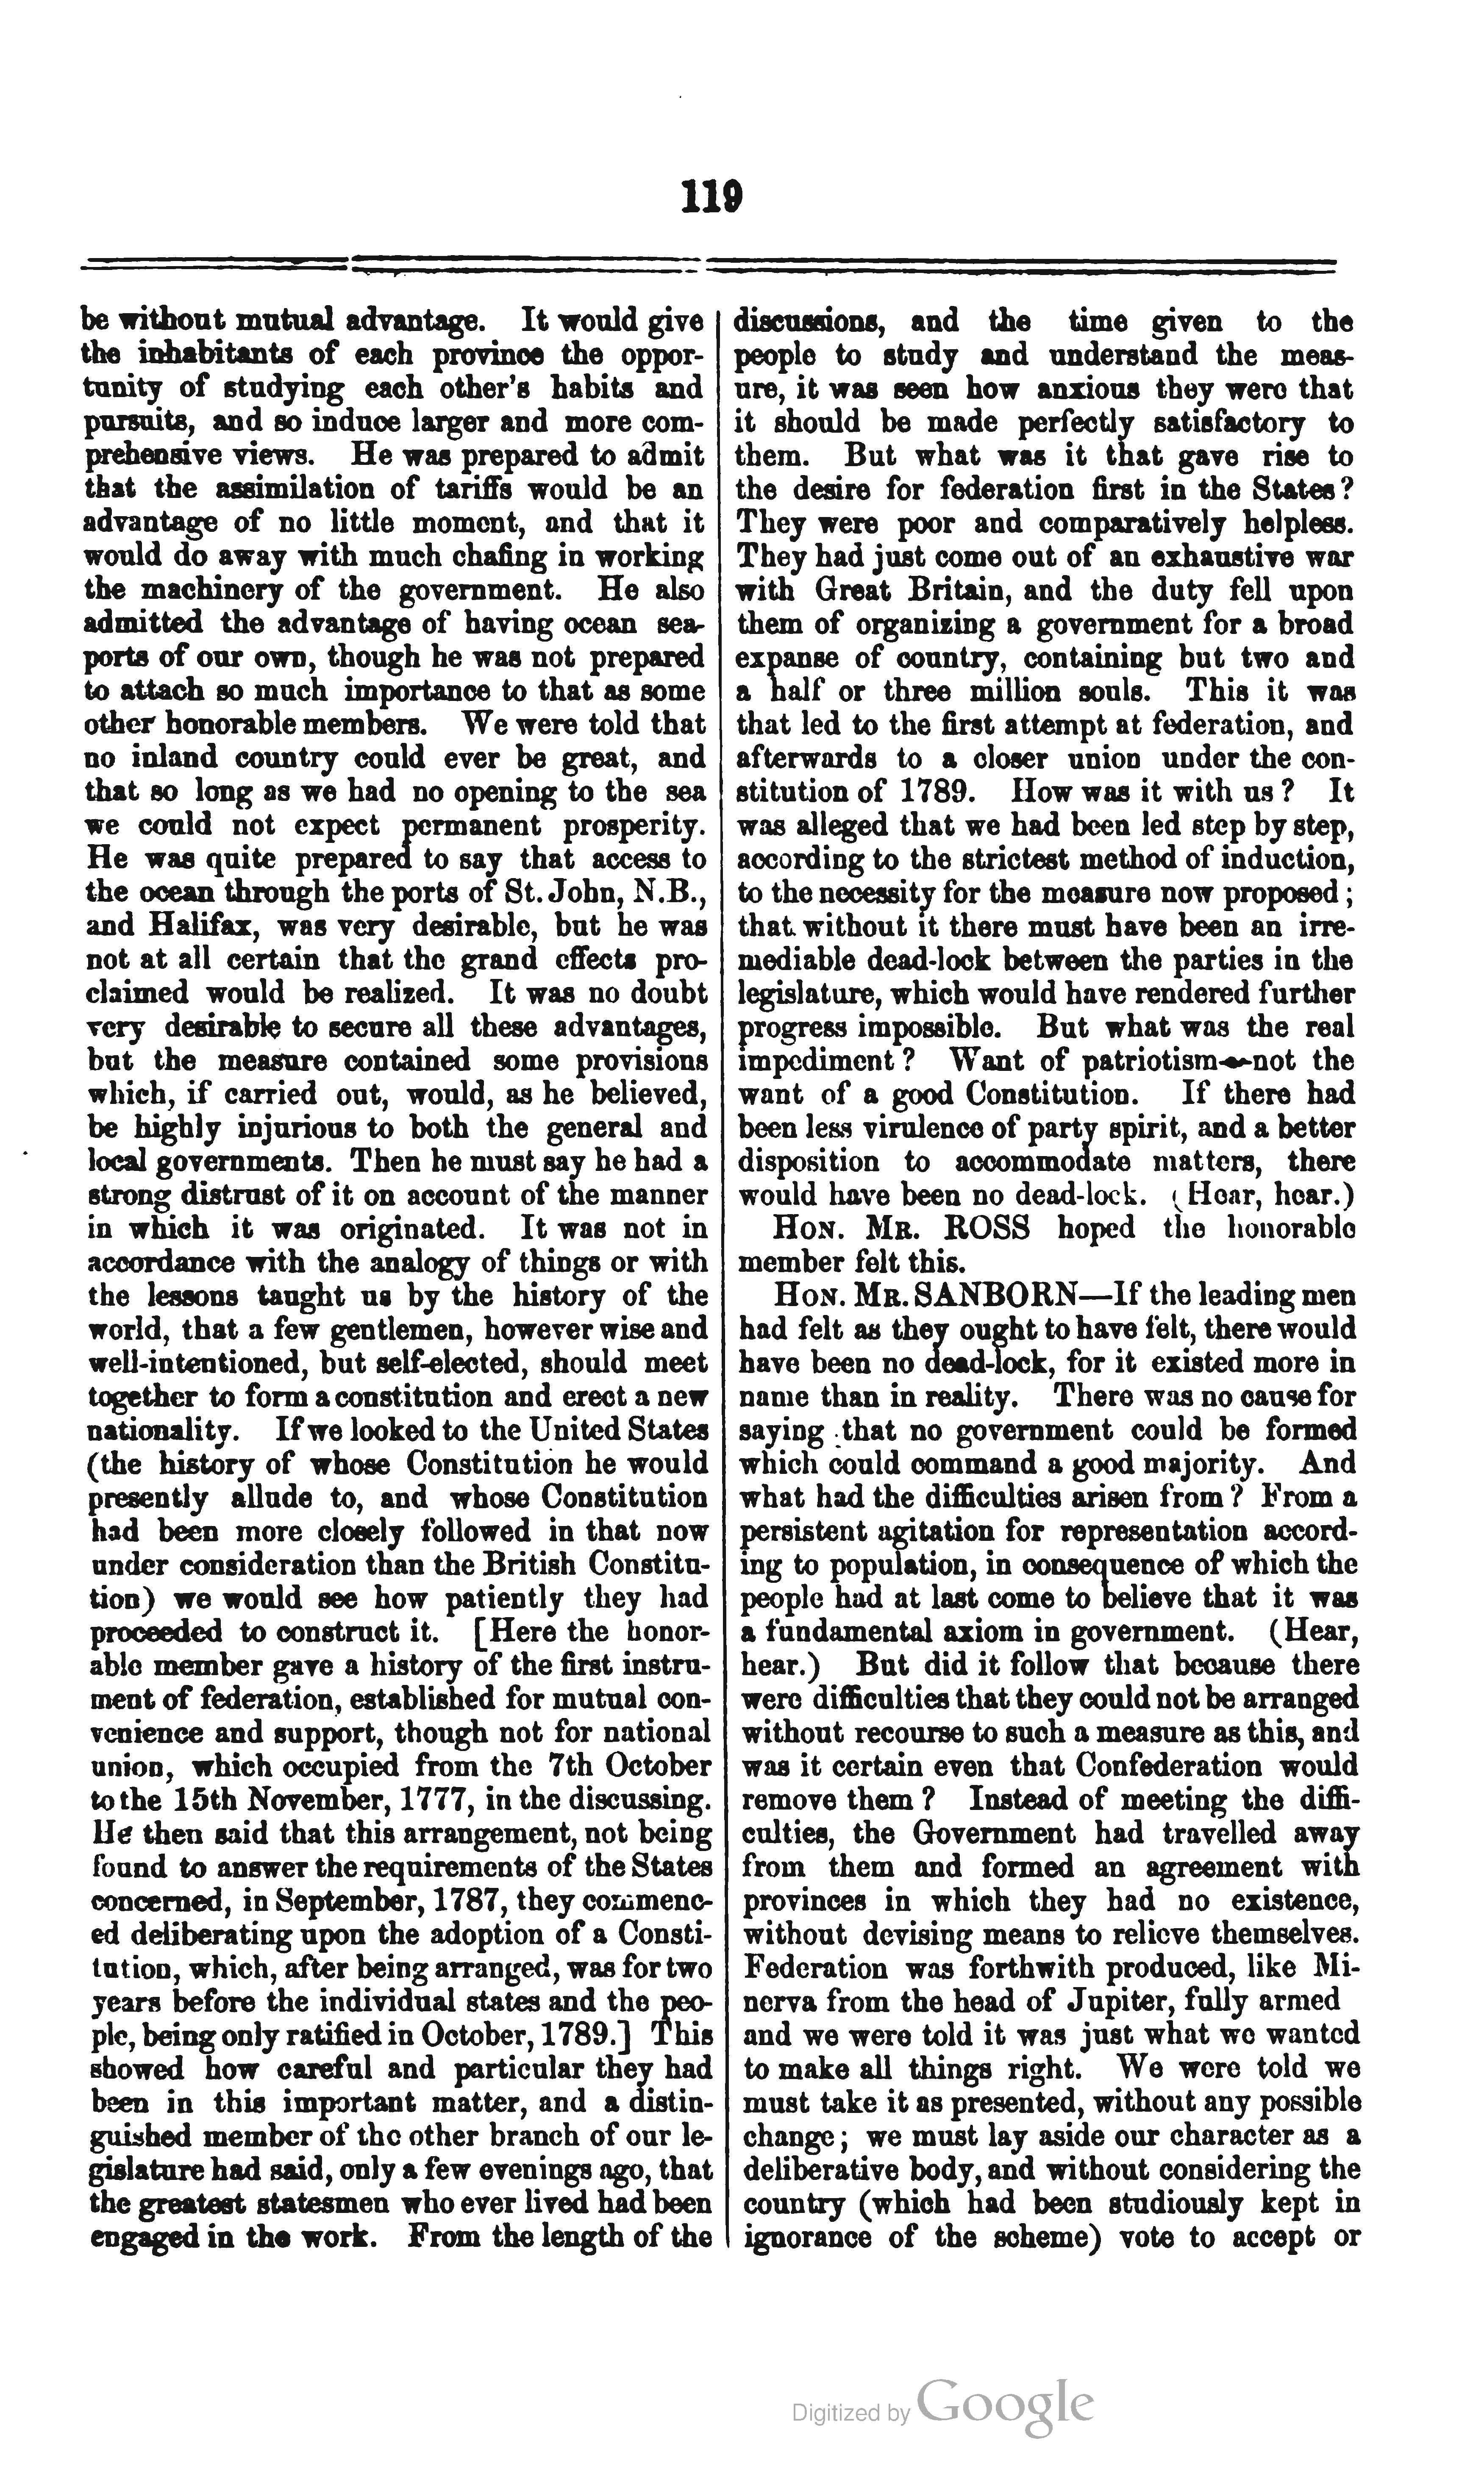 119
be without mutual advantage. It would give
the inhabitants of each province the oppor-
tunity of studying each other's habits and
pursuits, and so induce larger and more com-
prehensive views. He was prepared to admit
that the assimilation of tariffs would be an
advantage of no little moment, and that it
would do away with much chafing in working
the machinery of the government. He also
admitted the advantage of having ocean sea-
ports of our own, though he was not prepared
to attach so much importance to that as some
other honorable members. We were told that
no inland country could ever be great, and
that so long as we had no opening to the sea
we could not expect permanent prosperity.
He was quite prepared to say that access to
the ocean through the ports of St. John, N.B.,
and Halifax, was very desirable, but he was
not at all certain that the grand effects pro-
claimed would be realized. It was no doubt
very desirable to secure all these advantages,
but the measure contained some provisions
which, if carried out, would, as he believed,
be highly injurious to both the general and
local governments. Then he must say he had a
strong distrust of it on account of the manner
in which it was originated. It was not in
accordance with the analogy of things or with
the lessons taught us by the history of the
world, that a few gentlemen, however wise and
well-intentioned, but self-elected, should meet
together to form a constitution and erect a new
nationality. If we looked to the United States
(the history of whose Constitution he would
presently allude to, and whose Constitution
had been more closely followed in that now
under consideration than the British Constitu-
tion) we would see how patiently they had
proceeded to construct it. [Here the honor-
able member gave a history of the first instru-
ment of federation, established for mutual con-
venience and support, though not for national
union, which occupied from the 7th October
to the 15th November, 1777, in the discussing.
He then said that this arrangement, not being
found to answer the requirements of the States
concerned, in September, 1787, they commenc-
ed deliberating upon the adoption of a Consti-
tution, which, after being arranged, was for two
years before the individual states and the peo-
ple, being only ratified in October, 1789.] This
showed how careful and particular they had
been in this important matter, and a distin-
guished member of the other branch of our le-
gislature had said, only a few evenings ago, that
the greatest statesmen who ever lived had been
engaged in the work. From the length of the
discussions, and the time given to the
people to study and understand the meas-
ure, it was seen how anxious they were that
it should be made perfectly satisfactory to
them. But what was it that gave rise to
the desire for federation first in the States?
They were poor and comparatively helpless.
They had just come out of an exhaustive war
with Great Britain, and the duty fell upon
them of organizing a government for a broad
expanse of country, containing but two and
a half or three million souls. This it was
that led to the first attempt at federation, and
afterwards to a closer union under the con-
stitution of 1789. How was it with us? It
was alleged that we had been led step by step,
according to the strictest method of induction,
to the necessity for the measure now proposed;
that without it there must have been an irre-
mediable dead-lock between the parties in the
legislature, which would have rendered further
progress impossible. But what was the real
impediment? Want of patriotism—not the
want of a good Constitution. If there had
been less virulence of party spirit, and a better
disposition to accommodate matters, there
would have been no dead-lock. (Hear, hear.)
HON. MR. ROSS hoped the honorable
member felt this.
HON. MR. SANBORN—If the leading men
had felt as they ought to have felt, there would
have been no dead-lock, for it existed more in
name than in reality. There was no cause for
saying that no government could be formed
which could command a good majority. And
what had the difficulties arisen from? From a
persistent agitation for representation accord-
ing to population, in consequence of which the
people had at last come to believe that it was
a fundamental axiom in government. (Hear,
hear.) But did it follow that because there
were difficulties that they could not be arranged
without recourse to such a measure as this, and
was it certain even that Confederation would
remove them? Instead of meeting the diffi-
culties, the Government had travelled away
from them and formed an agreement with
provinces in which they had no existence,
without devising means to relieve themselves.
Federation was forthwith produced, like Mi-
nerva from the head of Jupiter, fully armed
and we were told it was just what we wanted
to make all things right. We were told we
must take it as presented, without any possible
change; we must lay aside our character as a
deliberative body, and without considering the
country (which had been studiously kept in
ignorance of the scheme) vote to accept or
Digitized by Google